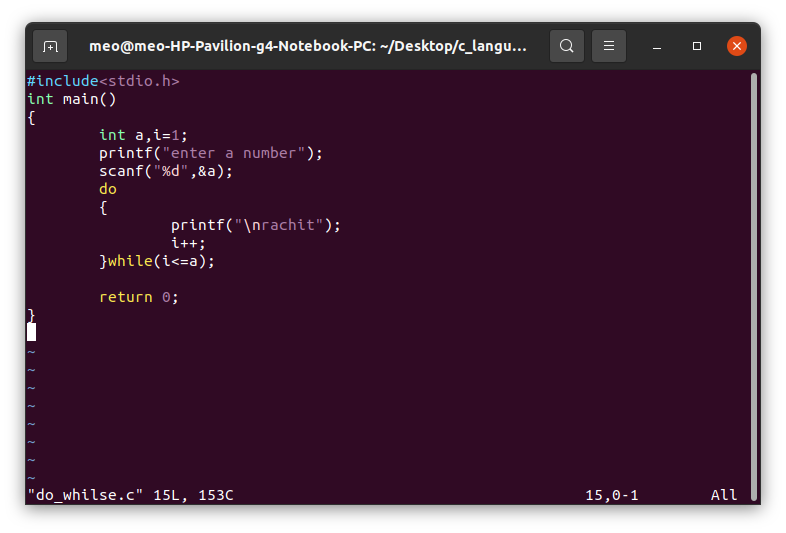 meo@meo-HP-Pavilion-g4-Notebook-PC: ~/Desktop/c_langu...
#include<stdio.h>
int main()
{
        int a,i=1;
        printf("enter a number");
        scanf("%d",&a);
        do
        {
                printf("\nrachit");
                i++;
        }while(i<=a);

        return 0;
}
~
~
~
~
~
~
~
~
"do_whilse.c" 15L, 153C 15,0-1 All